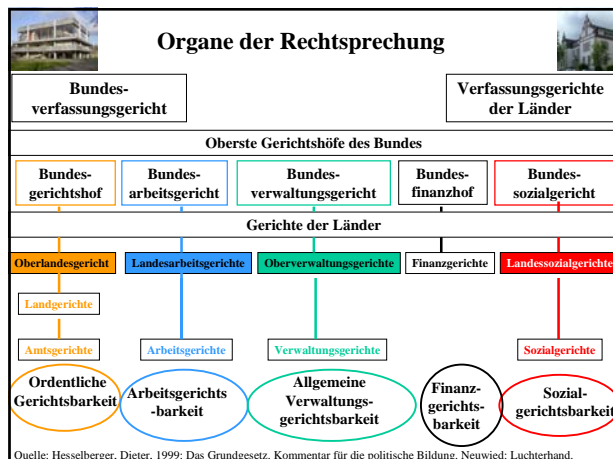 Organe der Rechtsprechung
Bundes-
verfassungsgericht
Verfassungsgerichte
der Länder
Oberste Gerichtshöfe des Bundes
Bundes-
gerichtshof
Bundes-
arbeitsgericht
Bundes-
verwaltungsgericht
Bundes-
finanzhof
Bundes-
sozialgericht
Gerichte der Länder
Oberlandesgericht
Landesarbeitsgerichte
Oberverwaltungsgerichte
Finanzgerichte
Landessozialgerichte
Landgerichte
Amtsgerichte
Arbeitsgerichte
Verwaltungsgerichte
Sozialgerichte
Ordentliche
Gerichtsbarkeit
Arbeitsgerichts
-barkeit
Allgemeine
Verwaltungs-
gerichtsbarkeit
Finanz-
gerichts-
barkeit
Sozial-
gerichtsbarkeit
Quelle: Hesselberger, Dieter, 1999: Das Grundgesetz. Kommentar für die politische Bildung. Neuwied: Luchterhand.